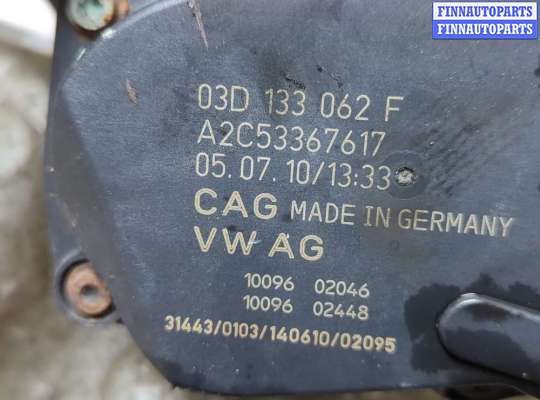 FINNAUTOPARTS
FINNAUTOPARTS
03D 133 062 F
A2C53367617
05.07.10/13:33
CAG MADE IN GERMANY
VW AG
10096 02046
10096 02448
31443/0103/140610/02095